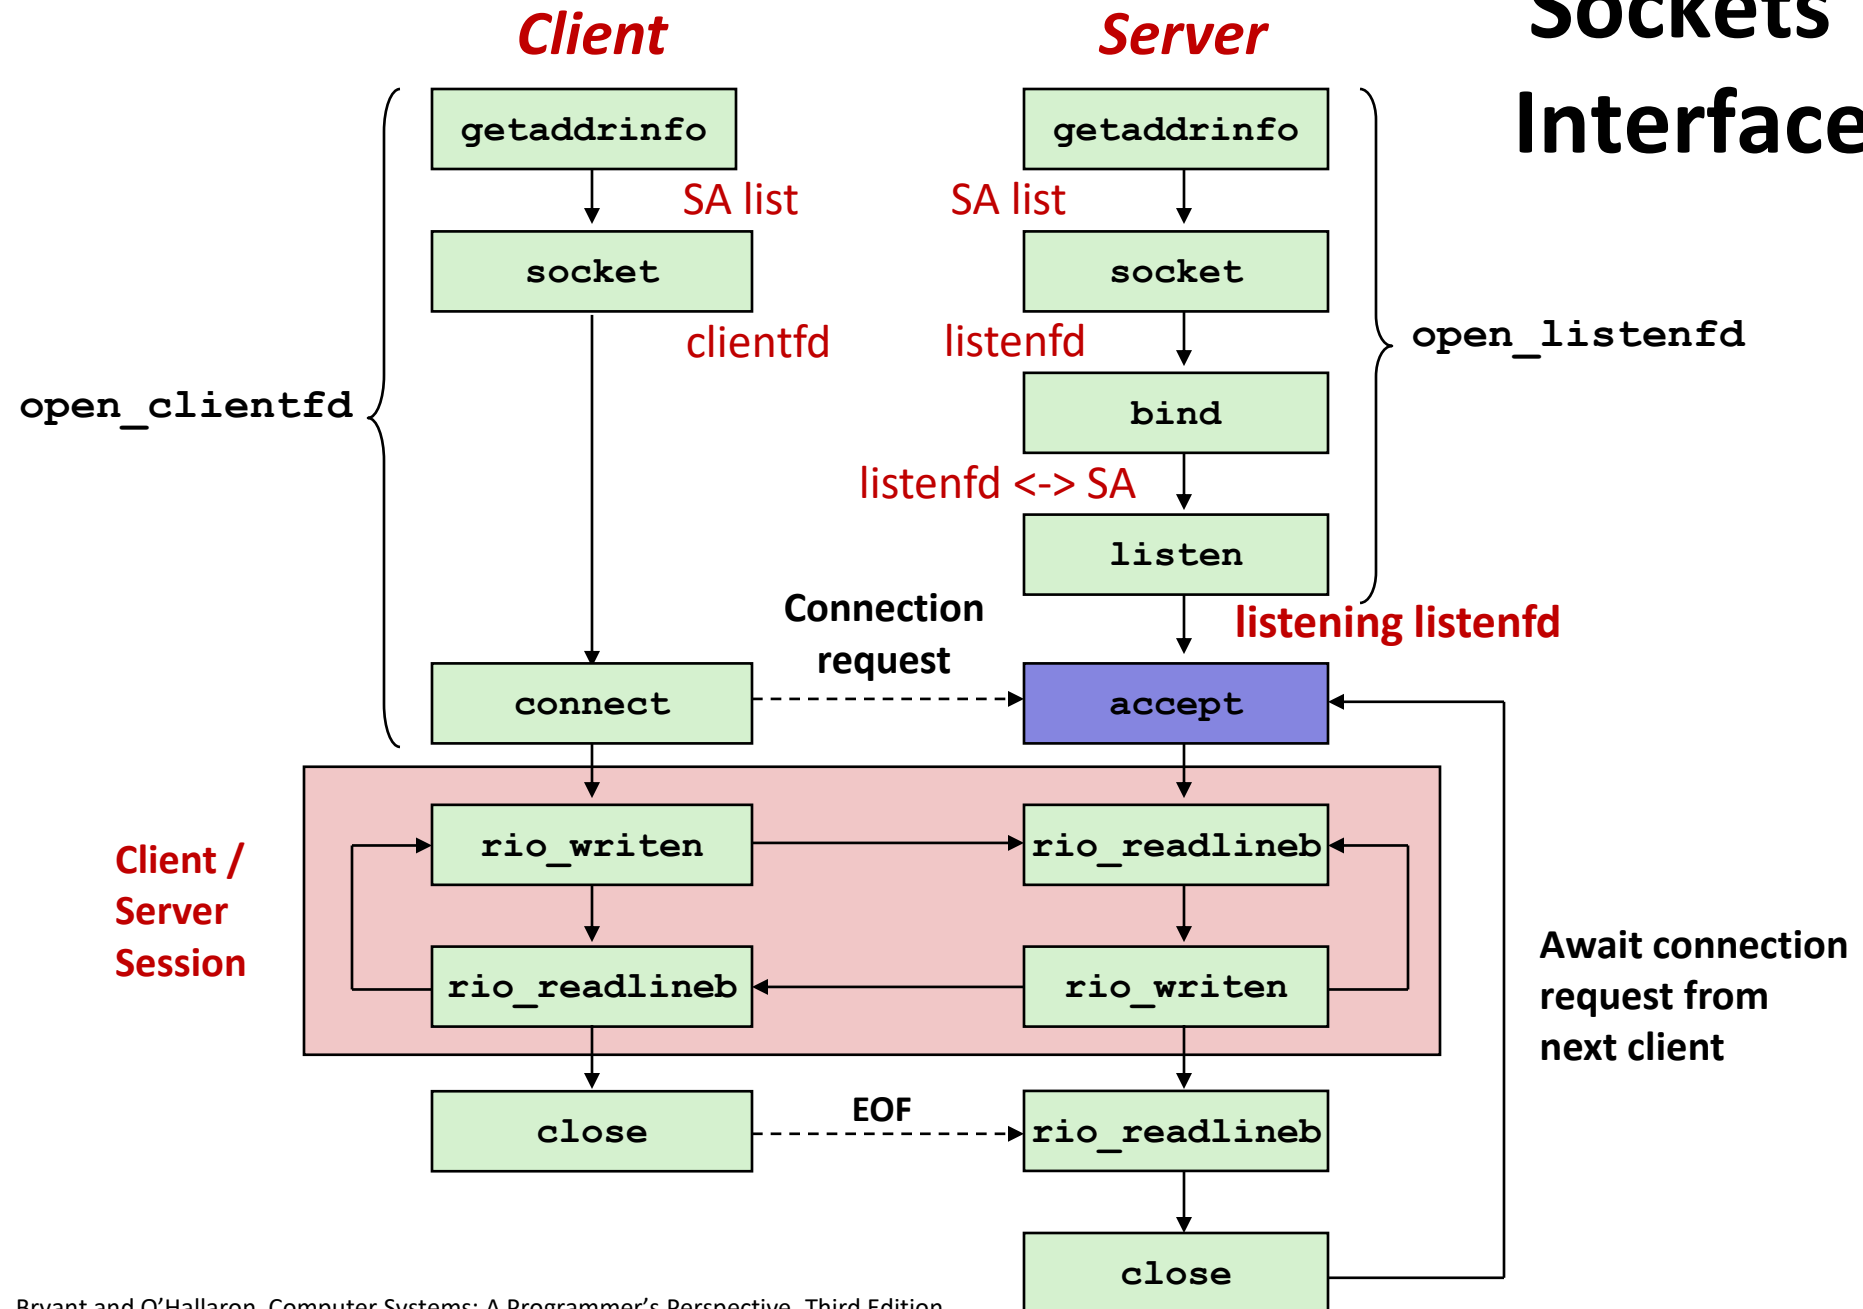 Sockets
Interface
Client
Server
getaddrinfo
getaddrinfo
SA list
SA list
socket
socket
clientfd
listenfd
open_listenfd
open_clientfd
bind
listenfd <-> SA
listen
Connection
request
listening listenfd
connect
accept
Client /
Server
Session
rio_writen
rio_readlineb
rio_readlineb
rio_writen
Await connection
request from
next client
close
EOF
rio_readlineb
close
Bryant and O'Hallaron, Computer Systems: A Programmer's Perspective, Third Edition